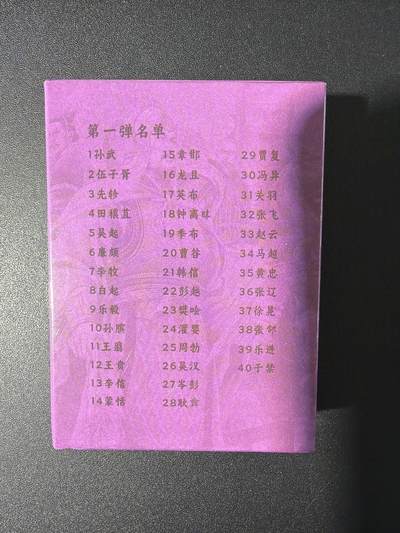 第一弹名单
1孙武
2伍子胥
3先轸
4田穰苴
5吴起
6廉颇
7李牧
8白起
9乐毅
10孙膑
11王翦
12王贲
13李信
14蒙恬
15章邯
16龙且
17英布
18钟离昧
19季布
20曹参
21韩信
22彭越
23樊哙
24灌婴
25周勃
26吴汉
27岑彭
28耿弇
29贾复
30冯异
31关羽
32张飞
33赵云
34马超
35黄忠
36张辽
37徐晃
38张郃
39乐进
40于禁